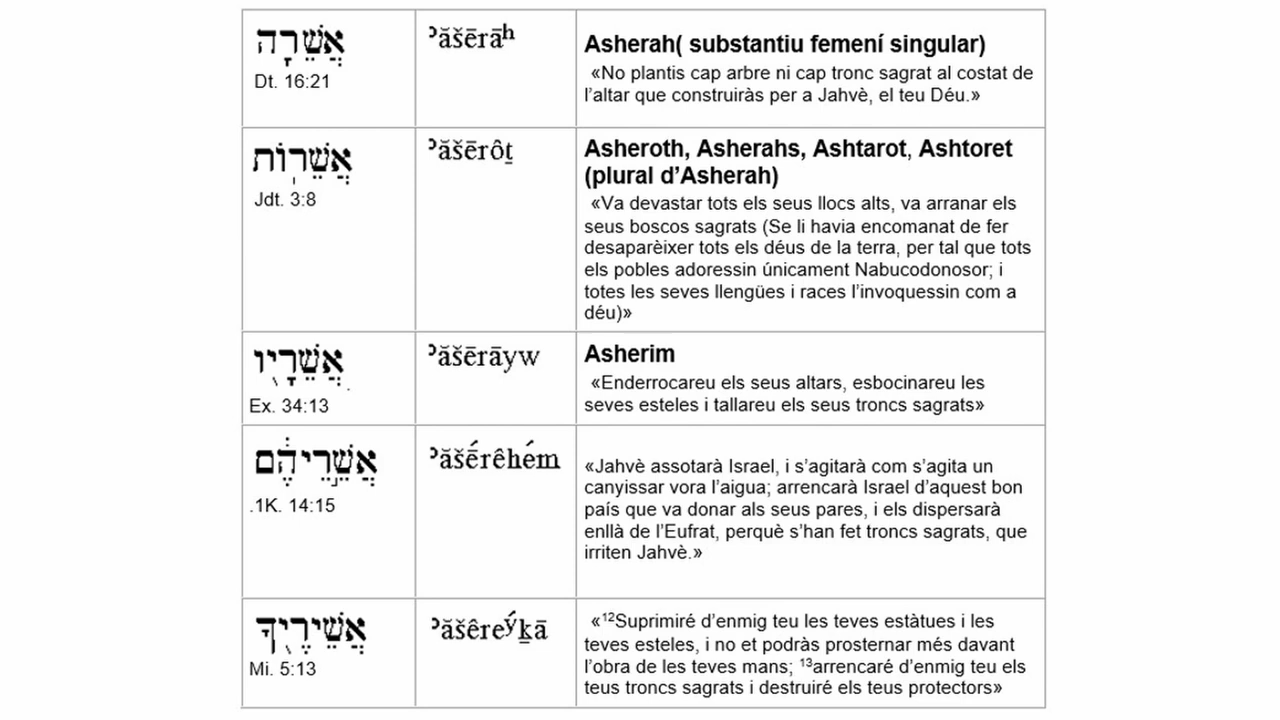 אֲשֵׁרָה
Dt. 16:21
ʾăšērāʰ
Asherah( substantiu femení singular)
«No plantis cap arbre ni cap tronc sagrat al costat de
l’altar que construiràs per a Jahvè, el teu Déu.»
אֲשֵׁרֽוֹת
Jdt. 3:8
ʾăšērôṯ
Asheroth, Asherahs, Ashtarot, Ashtoret
(plural d’Asherah)
«Va devastar tots els seus llocs alts, va arranar els
seus boscos sagrats (Se li havia encomanat de fer
desaparèixer tots els déus de la terra, per tal que tots
els pobles adoressin únicament Nabucodonosor; i
totes les seves llengües i races l’invoquessin com a
déu)»
אֲשֵׁרָ֖יו
Ex. 34:13
ʾăšērāyw
Asherim
«Enderrocareu els seus altars, esbocinareu les
seves esteles i tallareu els seus troncs sagrats»
אֲשֵׁ֣רֵיהֶ֔ם
.1K. 14:15
ʾăšḗrêhém
«Jahvè assotarà Israel, i s’agitarà com s’agita un
canyissar vora l’aigua; arrencarà Israel d’aquest bon
país que va donar als seus pares, i els dispersarà
enllà de l’Eufrat, perquè s’han fet troncs sagrats, que
irriten Jahvè.»
אֲשֵׁירֶ֖יךָ
Mi. 5:13
ʾăšêreýḵā
«¹²Suprimiré d’enmig teu les teves estàtues i les
teves esteles, i no et podràs prosternar més davant
l’obra de les teves mans; ¹³arrencaré d’enmig teu els
teus troncs sagrats i destruiré els teus protectors»